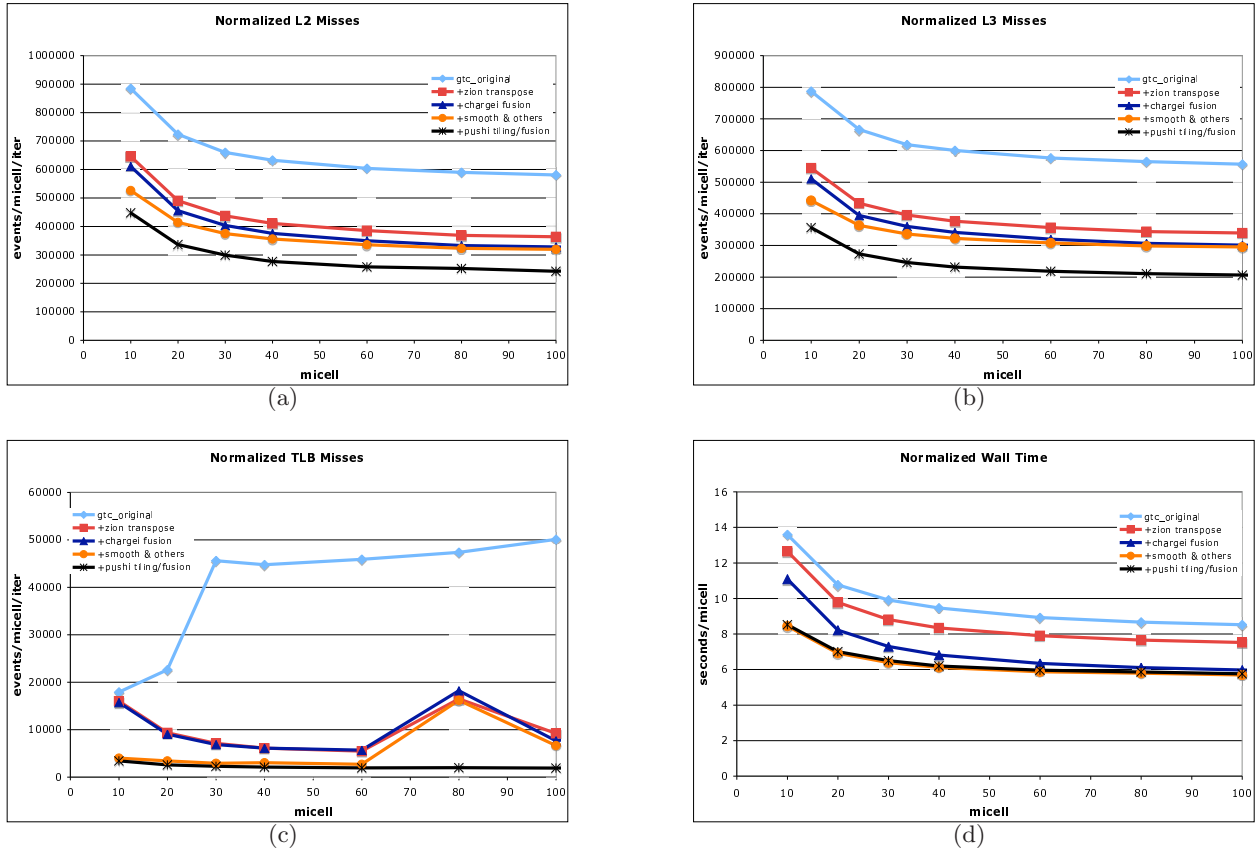 Normalized L2 Misses
events/micell/iter
1000000
900000
800000
700000
600000
500000
400000
300000
200000
100000
0
gtc_original
+zion transpose
+chargei fusion
+smooth & others
+pushi tiling/fusion
0 10 20 30 40 50 60 70 80 90 100
micell
(a)
Normalized L3 Misses
events/micell/iter
900000
800000
700000
600000
500000
400000
300000
200000
100000
0
gtc_original
+zion transpose
+chargei fusion
+smooth & others
+pushi tiling/fusion
0 10 20 30 40 50 60 70 80 90 100
micell
(b)
Normalized TLB Misses
events/micell/iter
60000
50000
40000
30000
20000
10000
0
gtc_original
+zion transpose
+chargei fusion
+smooth & others
+pushi tiling/fusion
0 10 20 30 40 50 60 70 80 90 100
micell
(c)
Normalized Wall Time
seconds/micell
16
14
12
10
8
6
4
2
0
gtc_original
+zion transpose
+chargei fusion
+smooth & others
+pushi tiling/fusion
0 10 20 30 40 50 60 70 80 90 100
micell
(d)